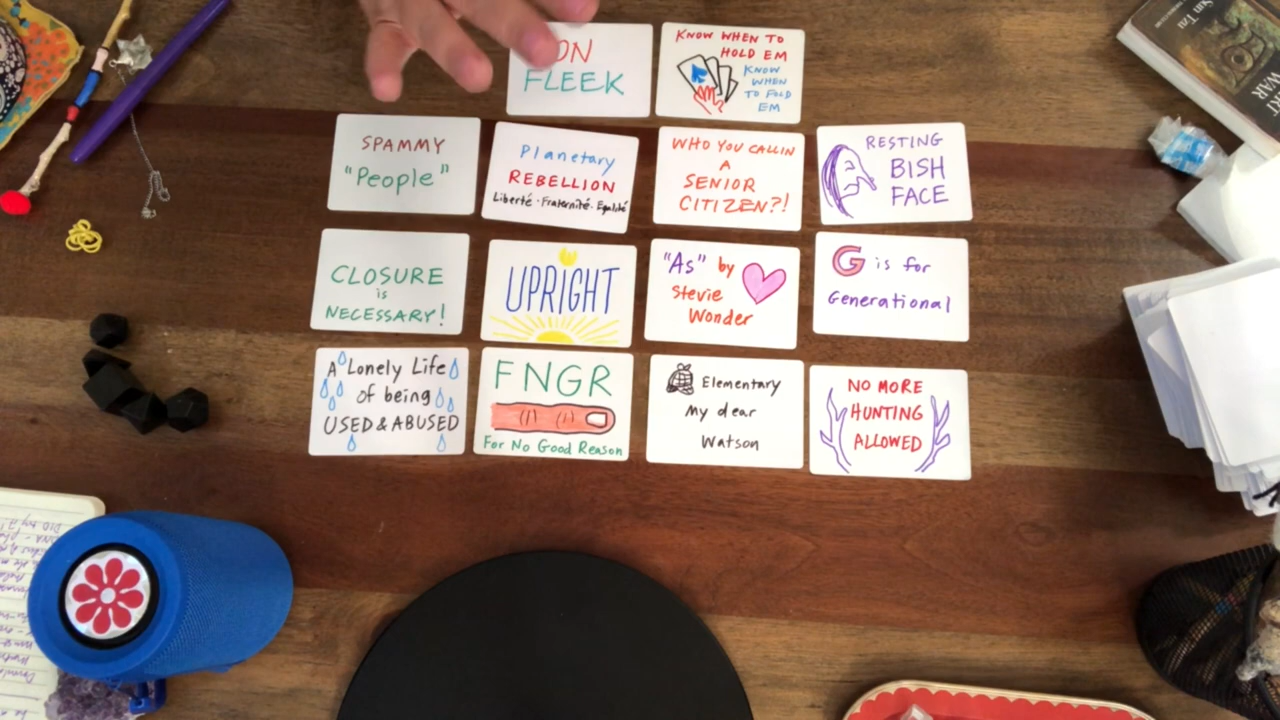 ON
FLEEK
KNOW WHEN TO
HOLD EM
KNOW
WHEN
TO FOLD
EM
SPAMMY
"People"
Planetary
REBELLION
Liberté · Fraternité · Egalité
WHO YOU CALLIN
A
SENIOR
CITIZEN?!
RESTING
BISH
FACE
CLOSURE
is
NECESSARY!
UPRIGHT
"As" by
Stevie
Wonder
G is for
Generational
A Lonely Life
of being
USED & ABUSED
FNGR
For No Good Reason
Elementary
My dear
Watson
NO MORE
HUNTING
ALLOWED
Sun Tzu
WAR